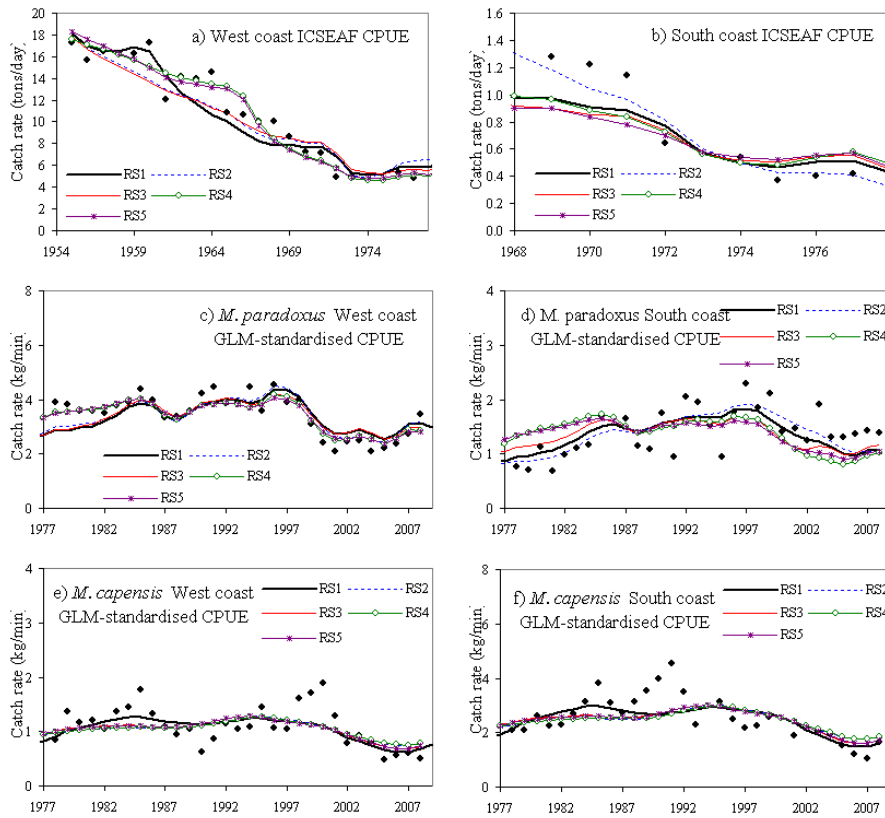 a) West coast ICSEAF CPUE
Catch rate (tons/day)
20
18
16
14
12
10
8
6
4
2
0
RS1
RS2
RS3
RS4
RS5
1954
1959
1964
1969
1974
b) South coast ICSEAF CPUE
Catch rate (tons/day)
1.6
1.4
1.2
1.0
0.8
0.6
0.4
0.2
0.0
RS1
RS2
RS3
RS4
RS5
1968
1970
1972
1974
1976
c) M. paradoxus West coast
GLM-standardised CPUE
Catch rate (kg/min)
8
6
4
2
0
RS1
RS2
RS3
RS4
RS5
1977
1982
1987
1992
1997
2002
2007
d) M. paradoxus South coast
GLM-standardised CPUE
Catch rate (kg/min)
4
3
2
1
0
RS1
RS2
RS3
RS4
RS5
1977
1982
1987
1992
1997
2002
2007
e) M. capensis West coast
GLM-standardised CPUE
Catch rate (kg/min)
4
3
2
1
0
RS1
RS2
RS3
RS4
RS5
1977
1982
1987
1992
1997
2002
2007
f) M. capensis South coast
GLM-standardised CPUE
Catch rate (kg/min)
8
6
4
2
0
RS1
RS2
RS3
RS4
RS5
1977
1982
1987
1992
1997
2002
2007